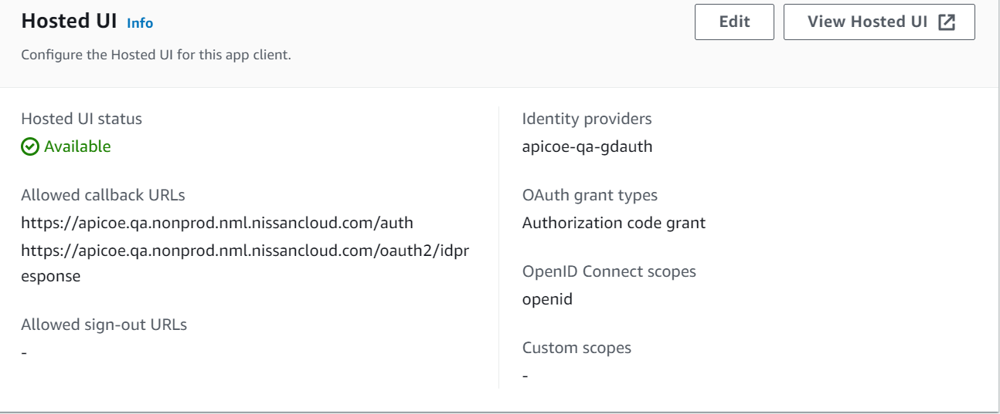 Hosted UI Info
Edit
View Hosted UI
Configure the Hosted UI for this app client.
Hosted UI status
Available
Allowed callback URLs
https://apicoe.qa.nonprod.nml.nissancloud.com/auth
https://apicoe.qa.nonprod.nml.nissancloud.com/oauth2/idpr
esponse
Allowed sign-out URLs
-
Identity providers
apicoe-qa-gdauth
OAuth grant types
Authorization code grant
OpenID Connect scopes
openid
Custom scopes
-